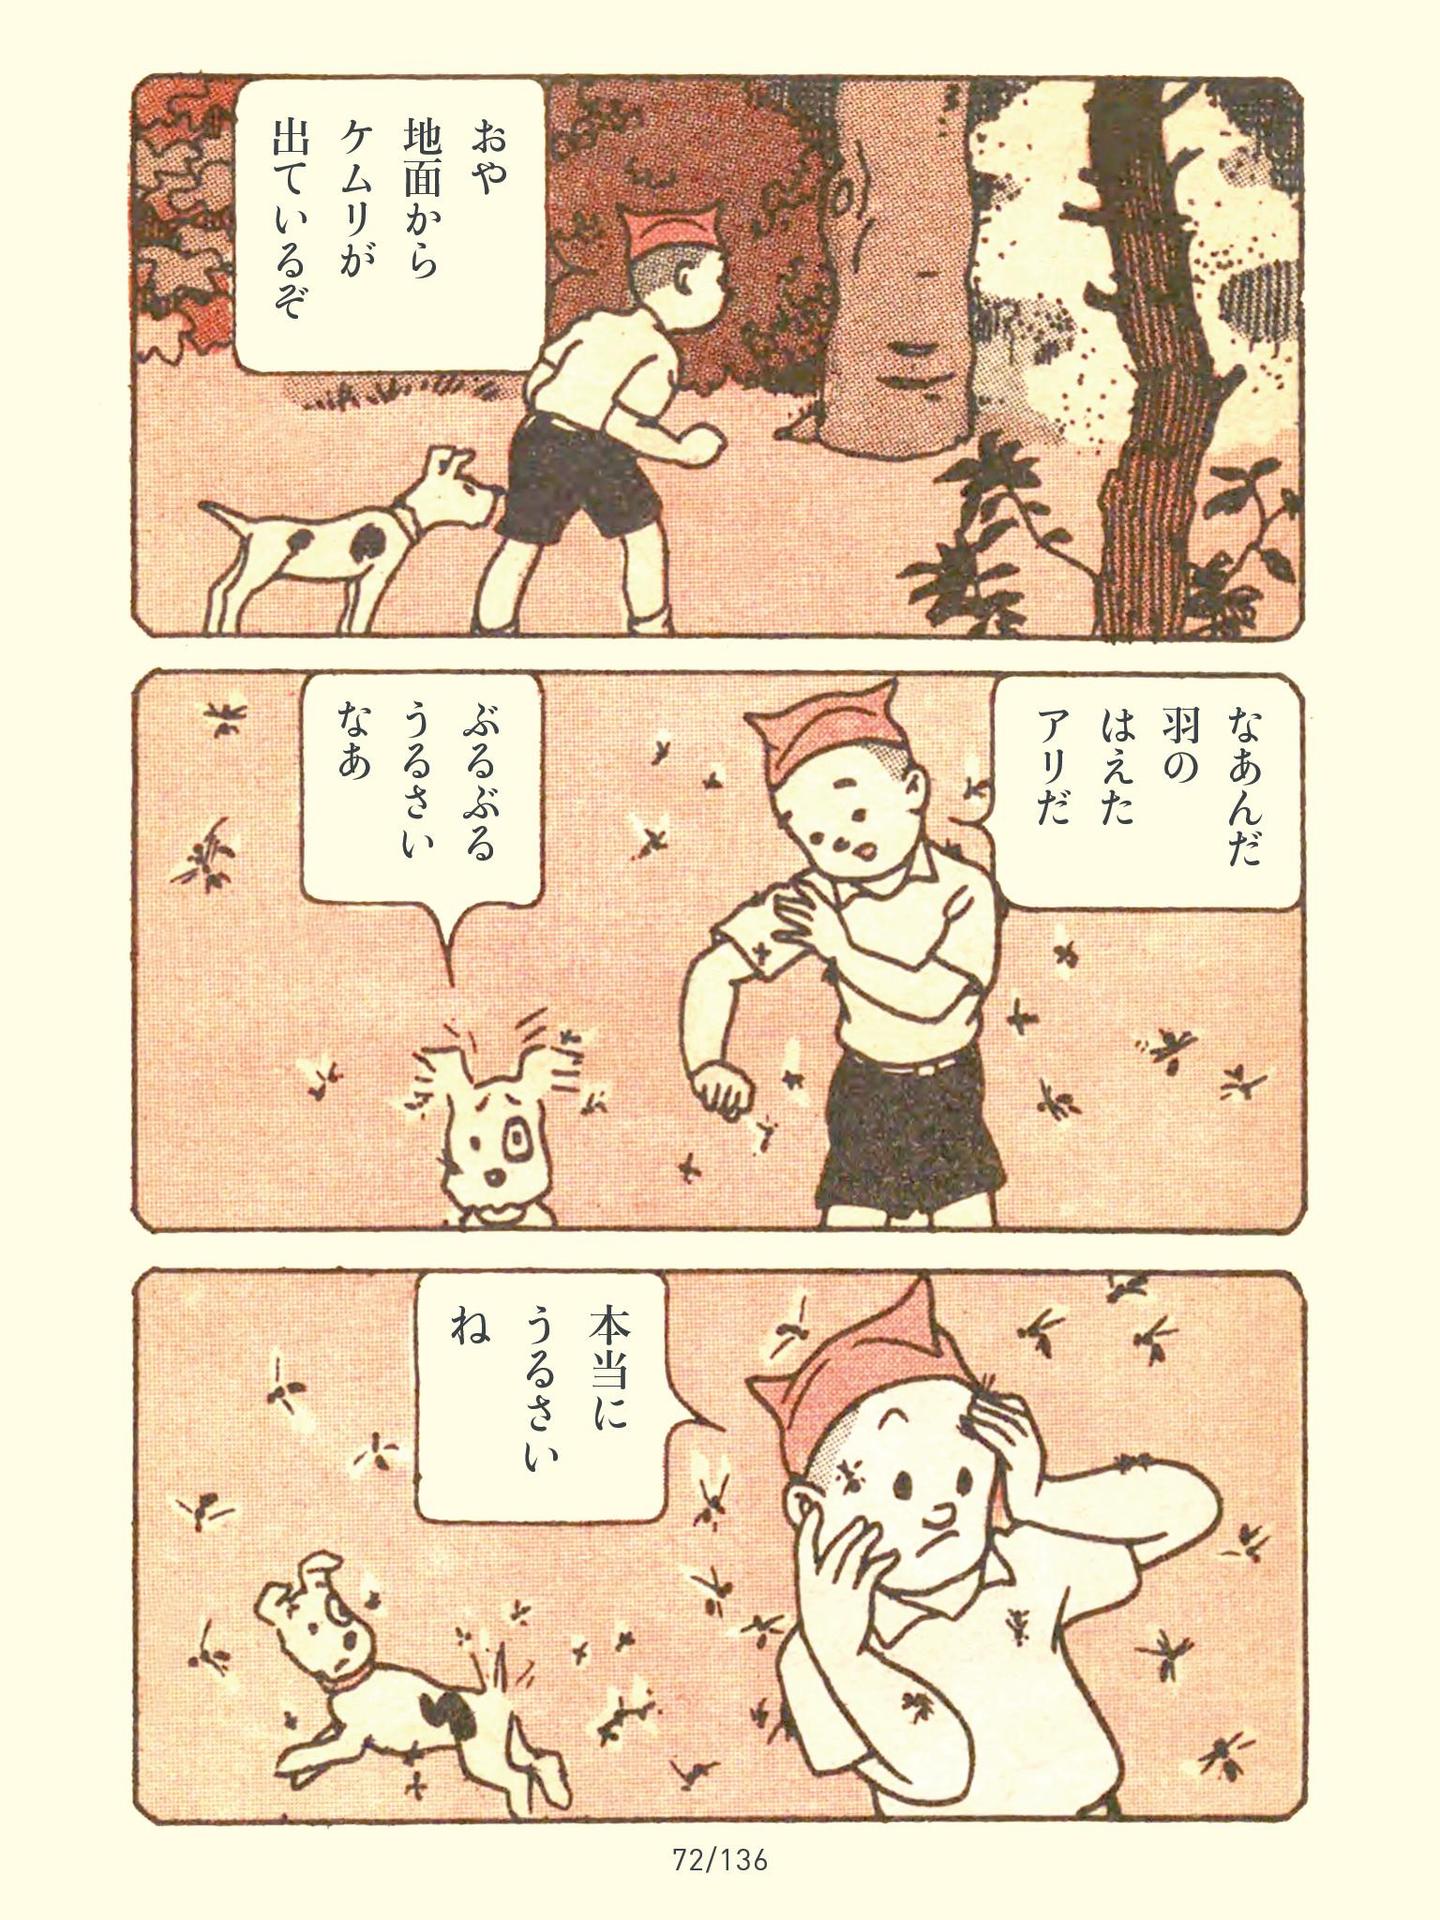 おや
地面から
ケムリが
出ているぞ
なあんだ
羽の
はえた
アリだ
ぶるぶる
うるさい
なあ
本当に
うるさい
ね
72/136